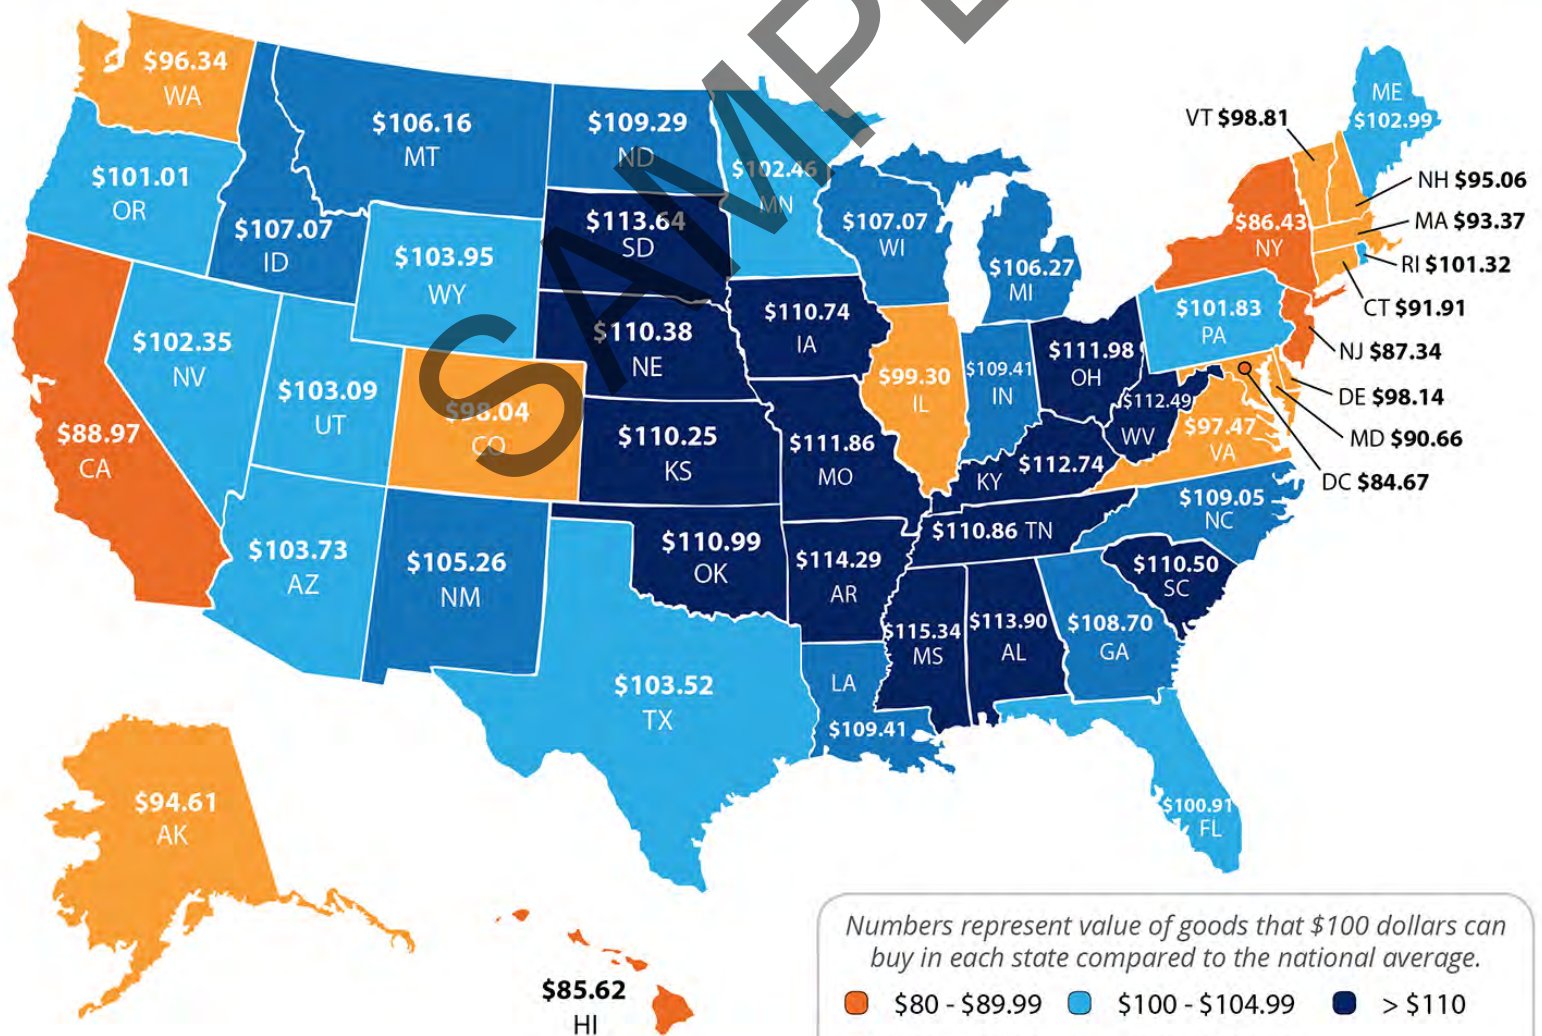 $96.34
WA
$101.01
OR
$107.07
ID
$106.16
MT
$109.29
ND
$113.64
SD
$102.46
MN
$107.07
WI
$106.27
MI
$103.95
WY
$102.35
NV
$103.09
UT
$98.04
CO
$110.38
NE
$110.74
IA
$99.30
IL
$109.41
IN
$111.98
OH
$101.83
PA
$86.43
NY
ME
$102.99
VT $98.81
NH $95.06
MA $93.37
RI $101.32
CT $91.91
NJ $87.34
DE $98.14
MD $90.66
DC $84.67
$88.97
CA
$110.25
KS
$111.86
MO
KY $112.74
$112.49
WV
$97.47
VA
$109.05
NC
$103.73
AZ
$105.26
NM
$110.99
OK
$114.29
AR
$110.86 TN
$110.50
SC
$115.34
MS
$113.90
AL
$108.70
GA
$103.52
TX
LA
$109.41
$100.91
FL
$94.61
AK
$85.62
HI
SAMPLE
Numbers represent value of goods that $100 dollars can
buy in each state compared to the national average.
$80 - $89.99 $100 - $104.99 > $110